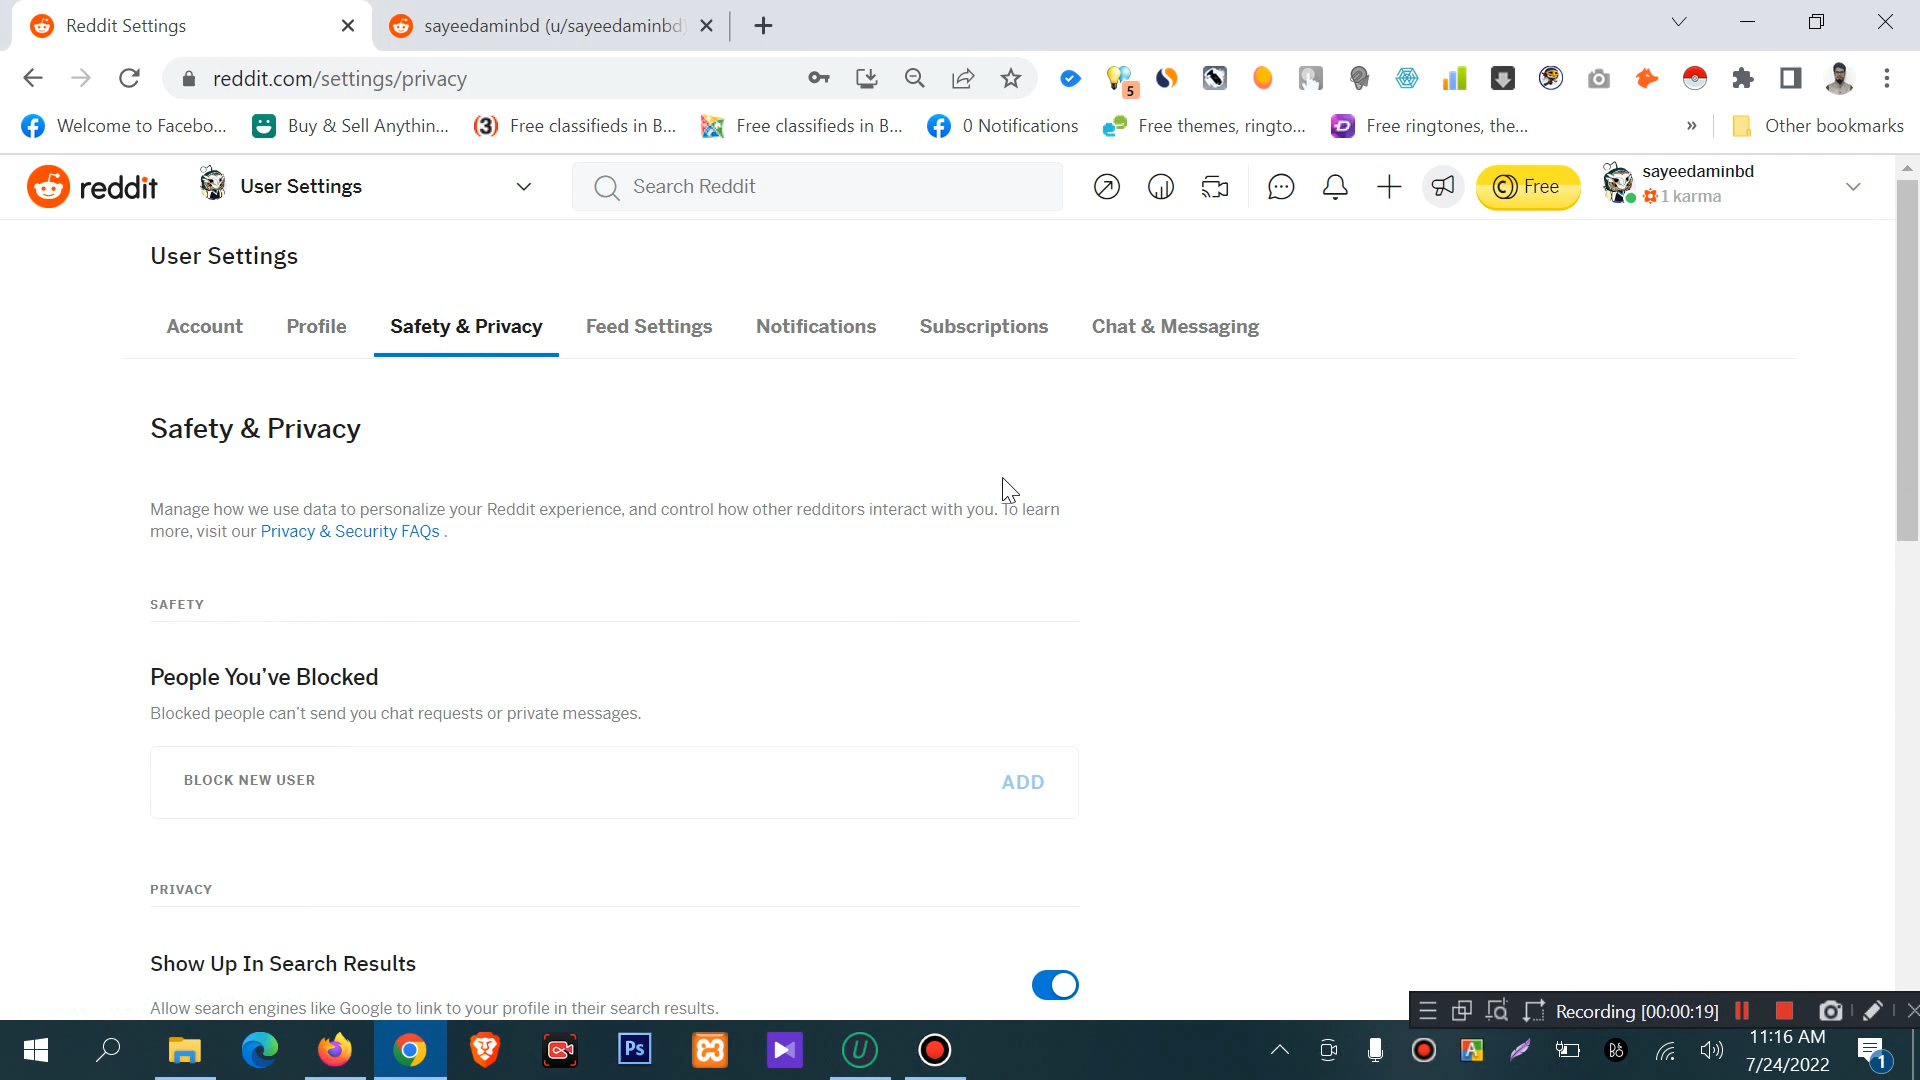 Reddit Settings
sayeedaminbd (u/sayeedaminbd)
reddit.com/settings/privacy
5
Welcome to Facebo...
Buy & Sell Anythin...
(3)
Free classifieds in B...
Free classifieds in B...
0 Notifications
Free themes, ringto...
Free ringtones, the...
»
Other bookmarks
reddit
User Settings
Search Reddit
Free
sayeedaminbd
1 karma
User Settings
Account
Profile
Safety & Privacy
Feed Settings
Notifications
Subscriptions
Chat & Messaging
Safety & Privacy
Manage how we use data to personalize your Reddit experience, and control how other redditors interact with you. To learn
more, visit our Privacy & Security FAQs .
SAFETY
People You've Blocked
Blocked people can't send you chat requests or private messages.
BLOCK NEW USER
ADD
PRIVACY
Show Up In Search Results
Allow search engines like Google to link to your profile in their search results.
Recording [00:00:19]
Ps
11:16 AM
7/24/2022
1